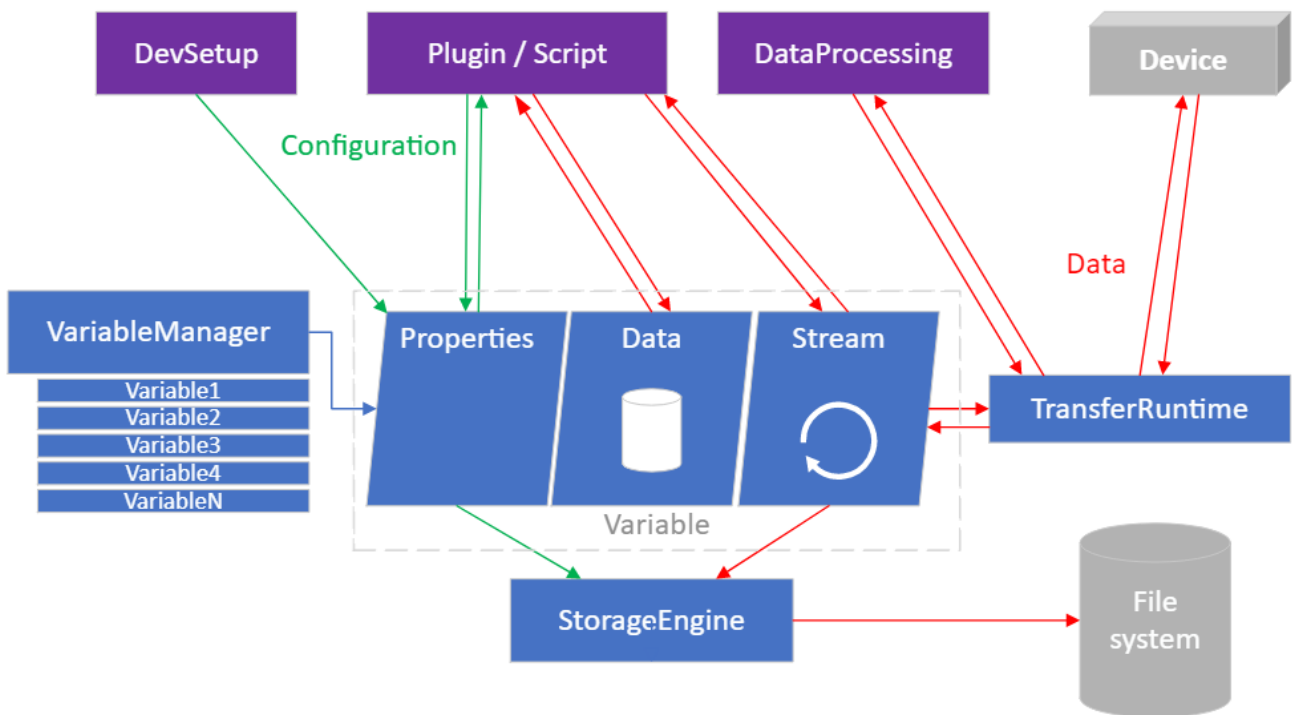 DevSetup
Plugin / Script
DataProcessing
Device
Configuration
Data
VariableManager
Variable1
Variable2
Variable3
Variable4
VariableN
Properties
Data
Stream
Variable
TransferRuntime
StorageEngine
File
system